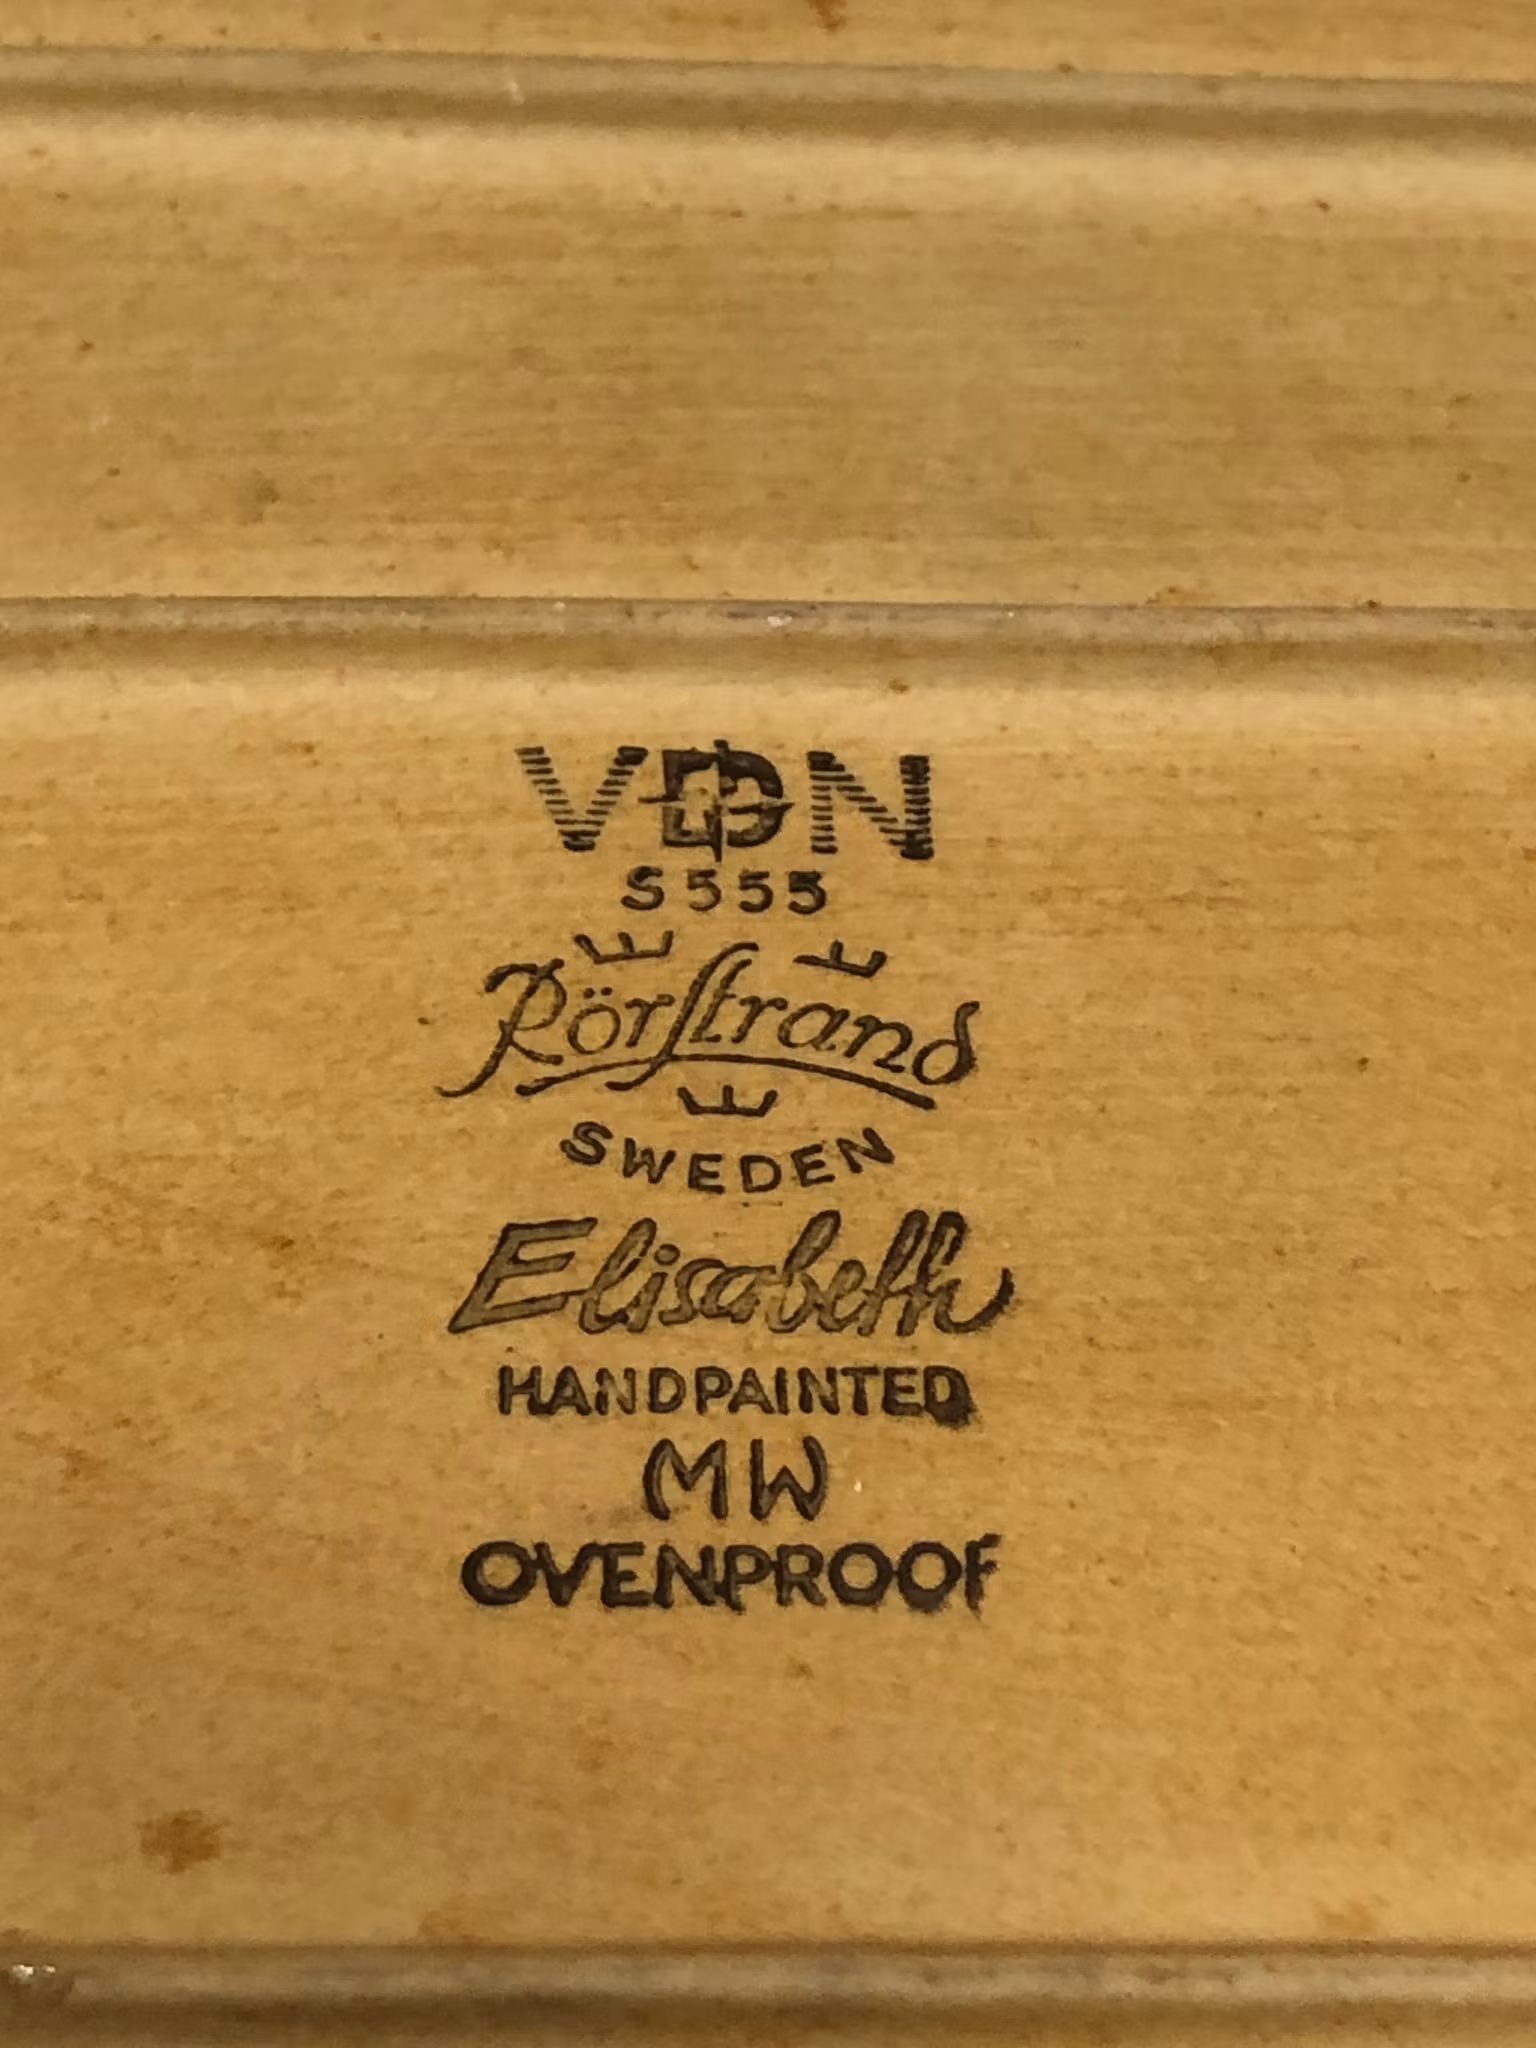 VDN
S555
Rörstrand
SWEDEN
Elisabeth
HANDPAINTED
MW
OVENPROOF